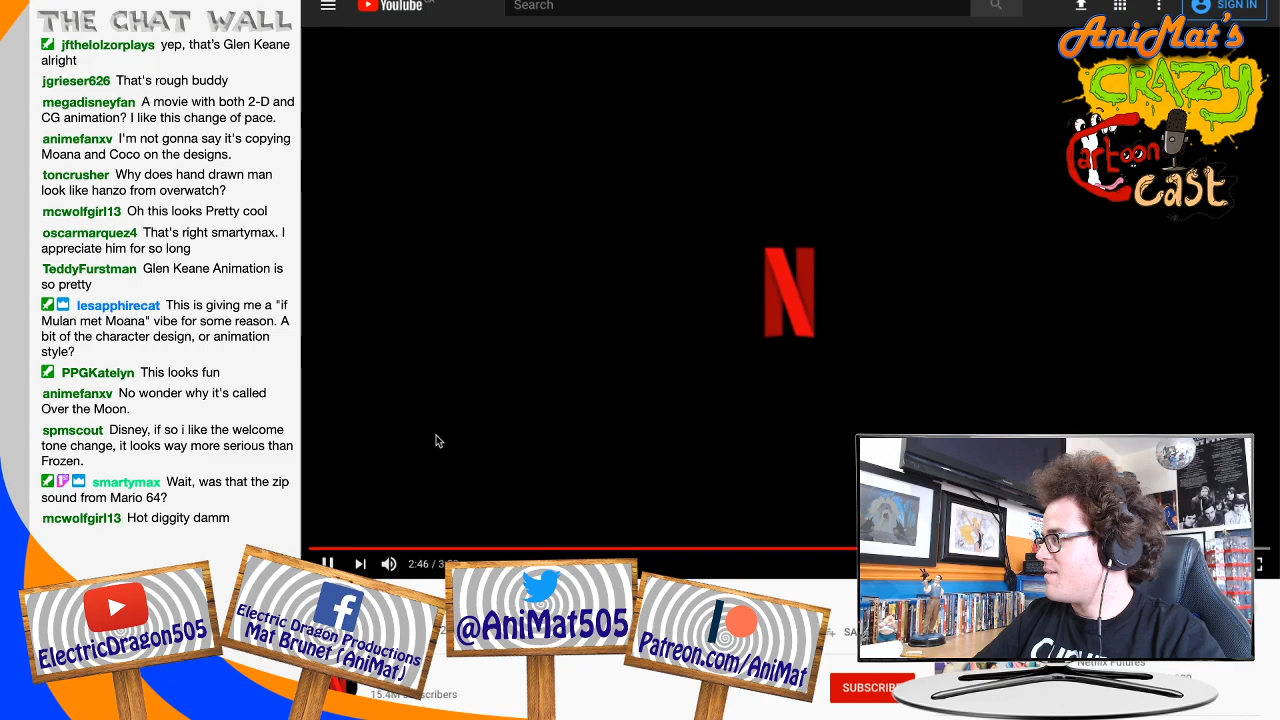 THE CHAT WALL
jfthelolzorplays yep, that's Glen Keane
alright
jgrieser626 That's rough buddy
megadisneyfan A movie with both 2-D and
CG animation? I like this change of pace.
animefanxv I'm not gonna say it's copying
Moana and Coco on the designs.
toncrusher Why does hand drawn man
look like hanzo from overwatch?
mcwolfgirl13 Oh this looks Pretty cool
oscarmarquez4 That's right smartymax. I
appreciate him for so long
TeddyFurstman Glen Keane Animation is
so pretty
lesapphirecat This is giving me a "if
Mulan met Moana" vibe for some reason. A
bit of the character design, or animation
style?
PPGKatelyn This looks fun
animefanxv No wonder why it's called
Over the Moon.
spmscout Disney, if so i like the welcome
tone change, it looks way more serious than
Frozen.
smartymax Wait, was that the zip
sound from Mario 64?
mcwolfgirl13 Hot diggity damm
YouTube
Search
SIGN IN
AniMat's
CRAZY
Cartoon
Cast
N
2:46 / 3:
ElectricDragon505
Electric Dragon Productions
Mat Brunet (AniMat)
@AniMat505
Patreon.com/AniMat
SA
15.4M subscribers
SUBSCRIBE
Netflix Futures